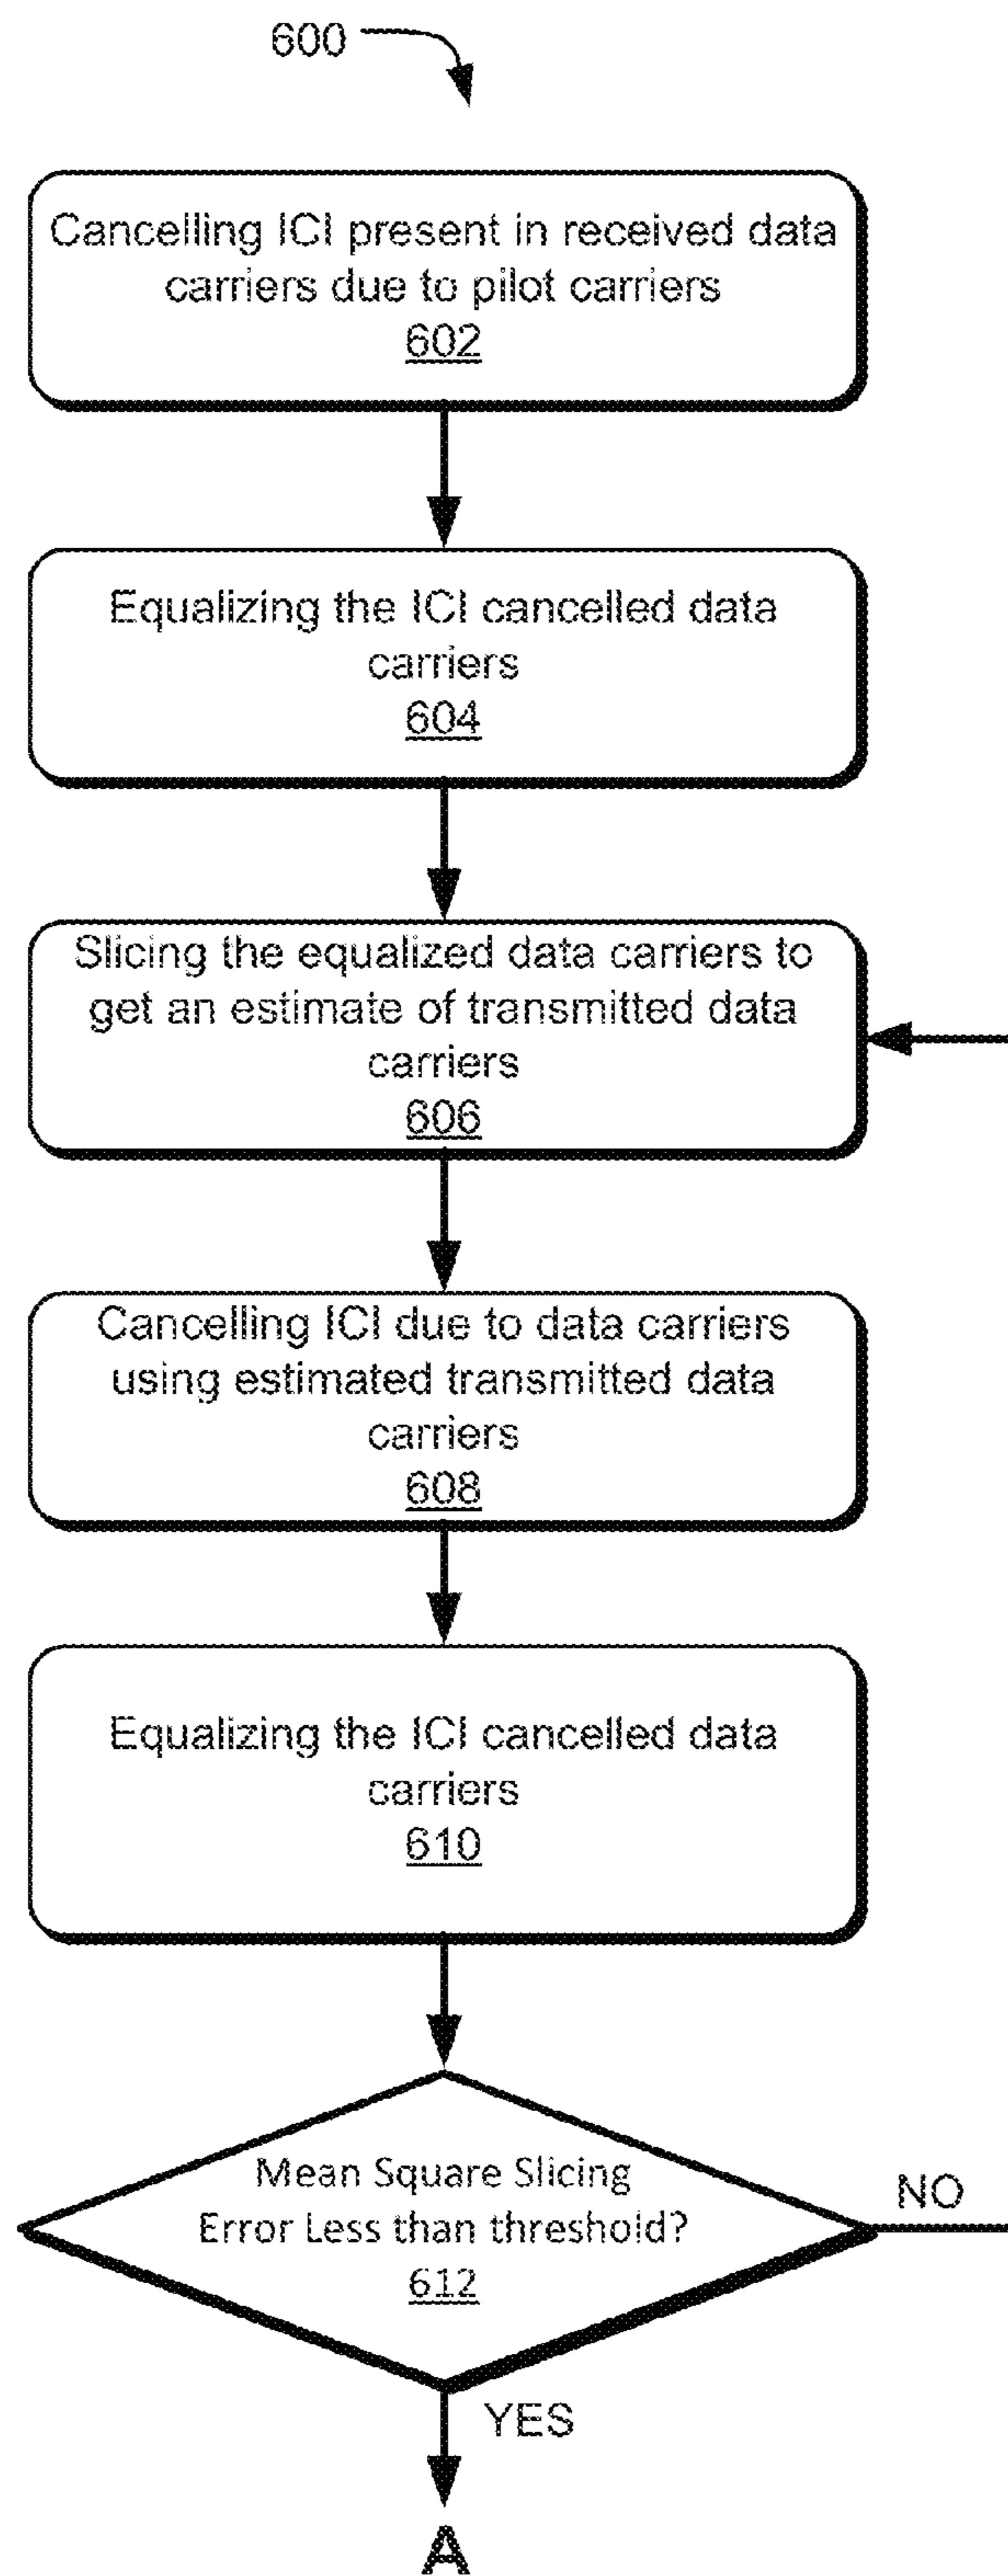 600
Cancelling ICI present in received data
carriers due to pilot carriers
602
Equalizing the ICI cancelled data
carriers
604
Slicing the equalized data carriers to
get an estimate of transmitted data
carriers
606
Cancelling ICI due to data carriers
using estimated transmitted data
carriers
608
Equalizing the ICI cancelled data
carriers
610
Mean Square Slicing
Error Less than threshold?
612
NO
YES
A